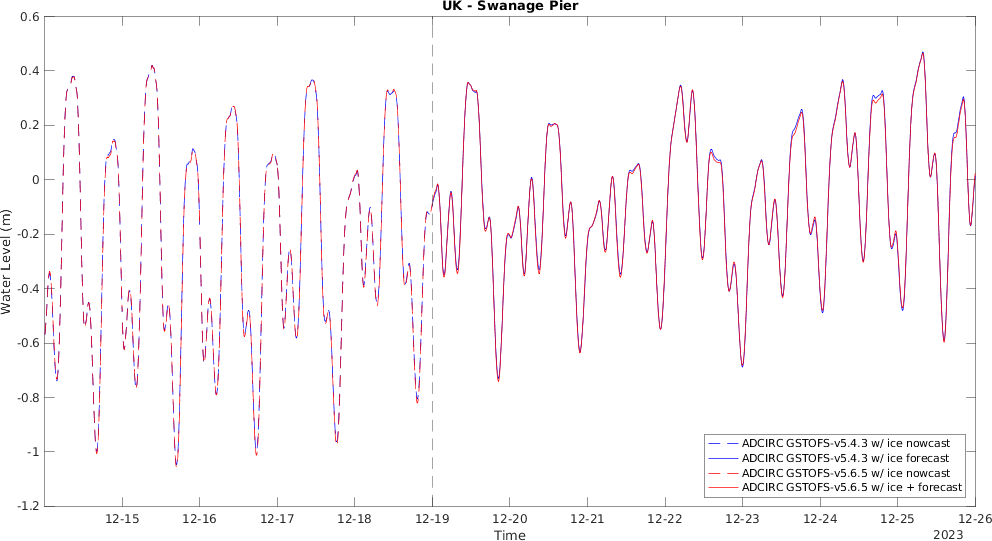 UK - Swanage Pier
0.6
0.4
0.2
0
-0.2
-0.4
-0.6
-0.8
-1
-1.2
Water Level (m)
ADCIRC GSTOFS-v5.4.3 w/ ice nowcast
ADCIRC GSTOFS-v5.4.3 w/ ice forecast
ADCIRC GSTOFS-v5.6.5 w/ ice nowcast
ADCIRC GSTOFS-v5.6.5 w/ ice + forecast
12-15 12-16 12-17 12-18 12-19 12-20 12-21 12-22 12-23 12-24 12-25 12-26
Time
2023